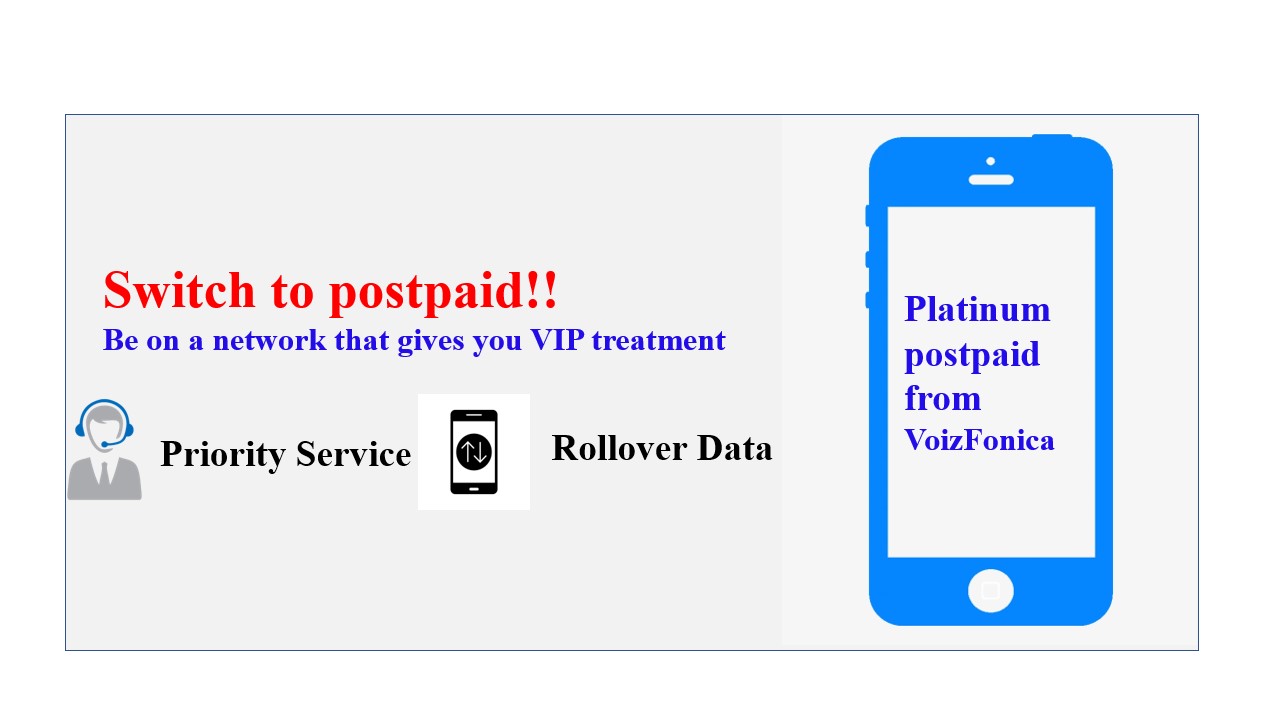 Switch to postpaid!!
Be on a network that gives you VIP treatment
Priority Service
Rollover Data
Platinum
postpaid
from
VoizFonica